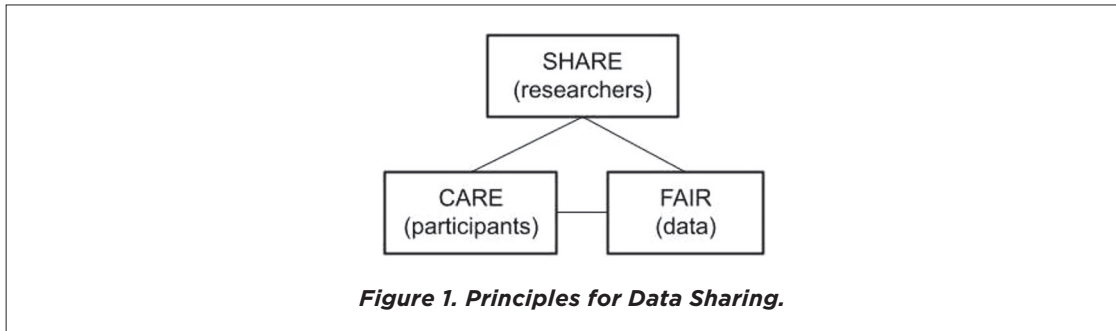 SHARE
(researchers)
CARE
(participants)
FAIR
(data)
Figure 1. Principles for Data Sharing.